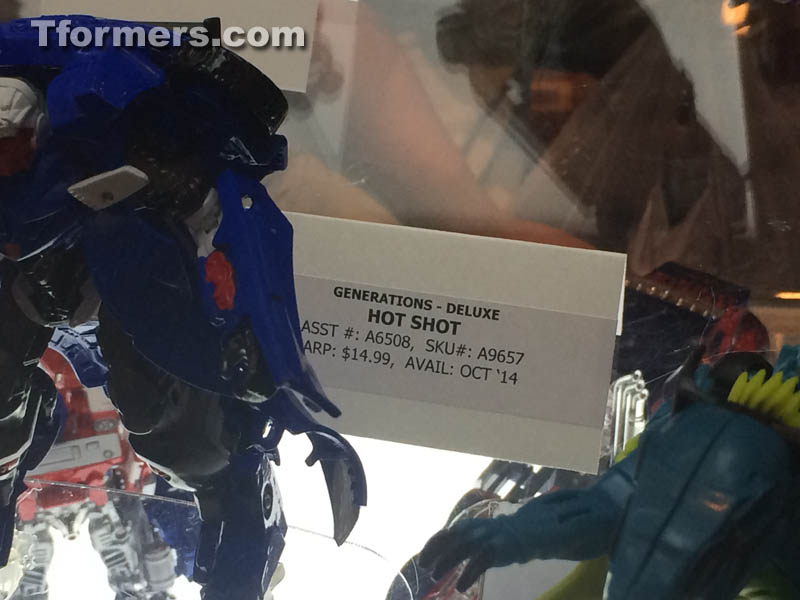 Tformers.com
GENERATIONS - DELUXE
HOT SHOT
ASST #: A6508, SKU#: A9657
ARP: $14.99, AVAIL: OCT '14